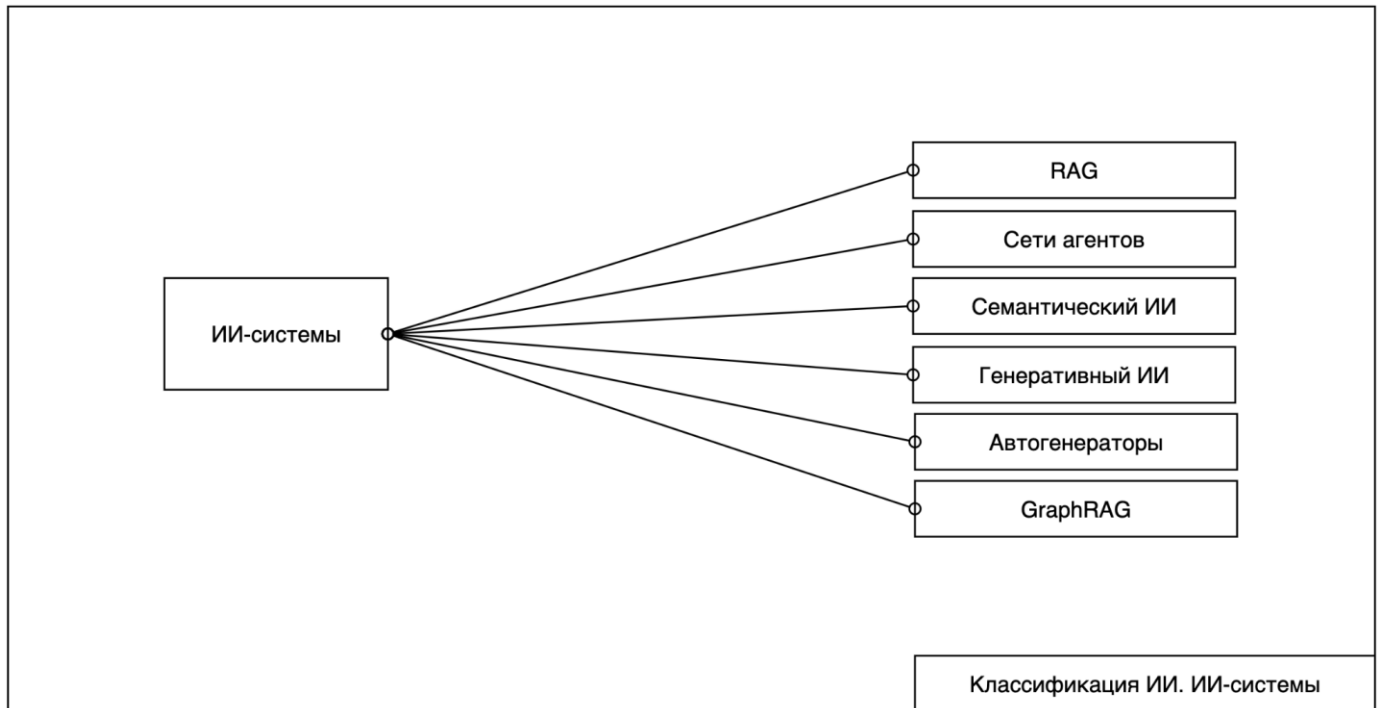 RAG
Сети агентов
Семантический ИИ
ИИ-системы
Генеративный ИИ
Автогенераторы
GraphRAG
Классификация ИИ. ИИ-системы